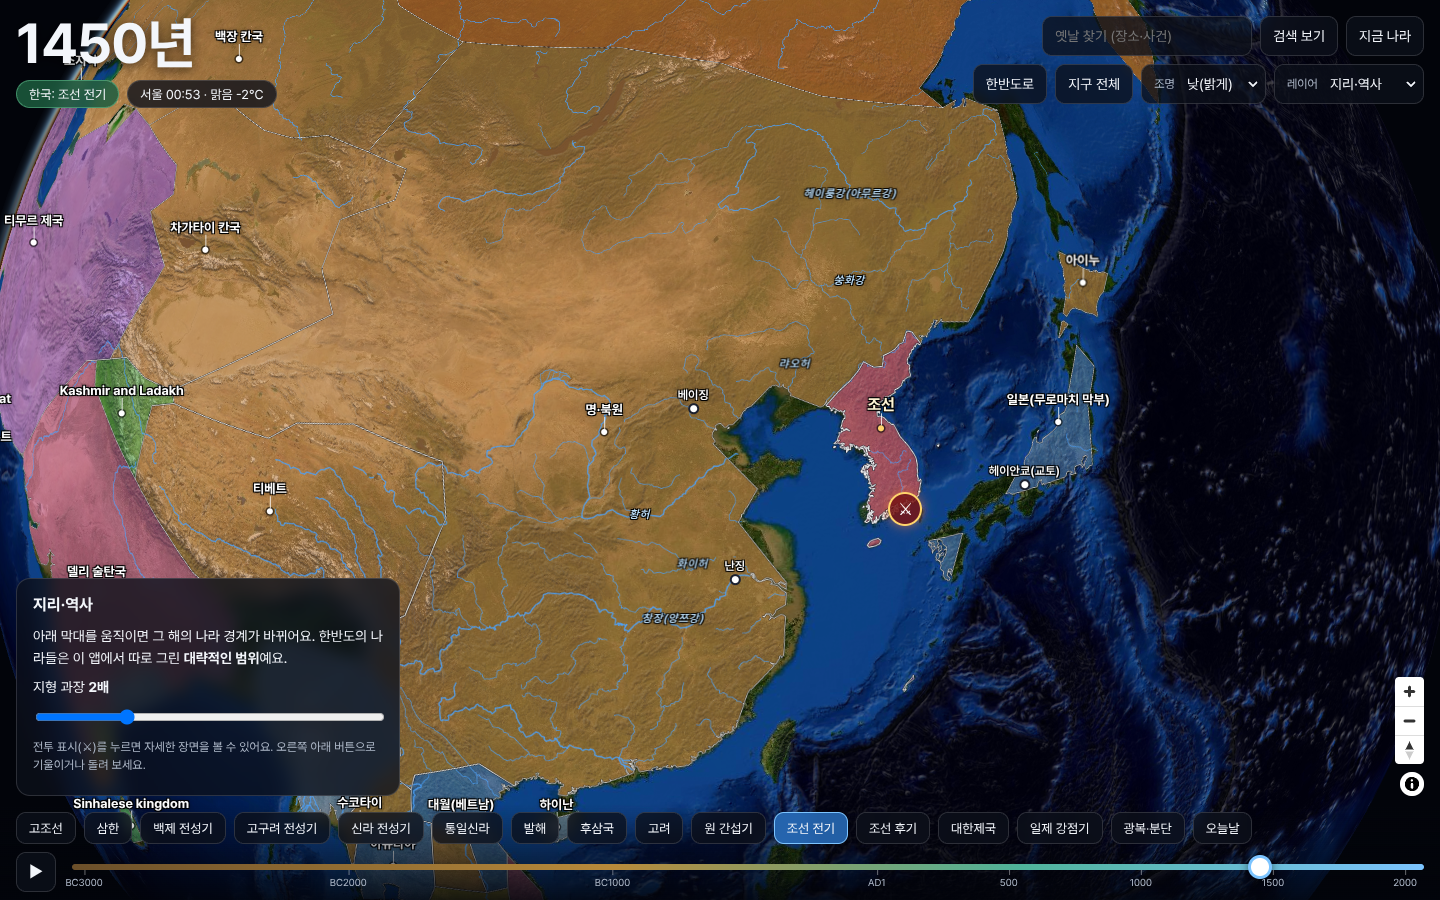 1450년
백장 칸국
옛날 찾기 (장소·사건)
검색 보기
지금 나라
한국: 조선 전기
서울 00:53 · 맑음 -2°C
한반도로
지구 전체
조명 낮(밝게)
레이어 지리·역사
헤이룽강(아무르강)
티무르 제국
차가타이 칸국
아이누
쑹화강
라오허
Kashmir and Ladakh
at
베이징
조선
일본(무로마치 막부)
명·북원
트
헤이안쿄(교토)
티베트
황허
화이허
난징
델리 술탄국
창장(양쯔강)
지리·역사
아래 막대를 움직이면 그 해의 나라 경계가 바뀌어요. 한반도의 나
라들은 이 앱에서 따로 그린 대략적인 범위예요.
지형 과장 2배
전투 표시(⚔)를 누르면 자세한 장면을 볼 수 있어요. 오른쪽 아래 버튼으로
기울이거나 돌려 보세요.
Sinhalese kingdom
수코타이
대월(베트남)
하이난
고조선
삼한
백제 전성기
고구려 전성기
신라 전성기
통일신라
발해
후삼국
고려
원 간섭기
조선 전기
조선 후기
대한제국
일제 강점기
광복·분단
오늘날
BC3000
BC2000
BC1000
AD1
500
1000
1500
2000